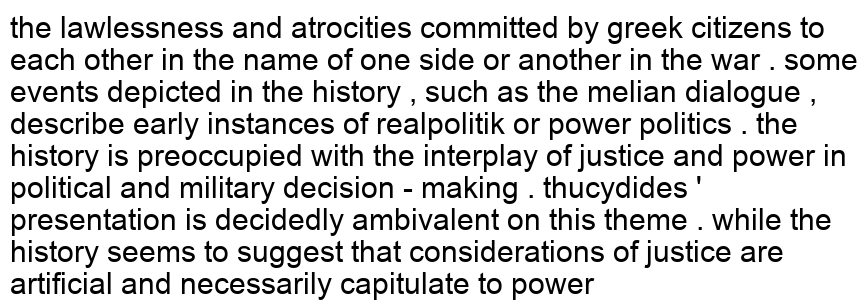 the lawlessness and atrocities committed by greek citizens to
each other in the name of one side or another in the war . some
events depicted in the history , such as the melian dialogue ,
describe early instances of realpolitik or power politics . the
history is preoccupied with the interplay of justice and power in
political and military decision - making . thucydides '
presentation is decidedly ambivalent on this theme . while the
history seems to suggest that considerations of justice are
artificial and necessarily capitulate to power